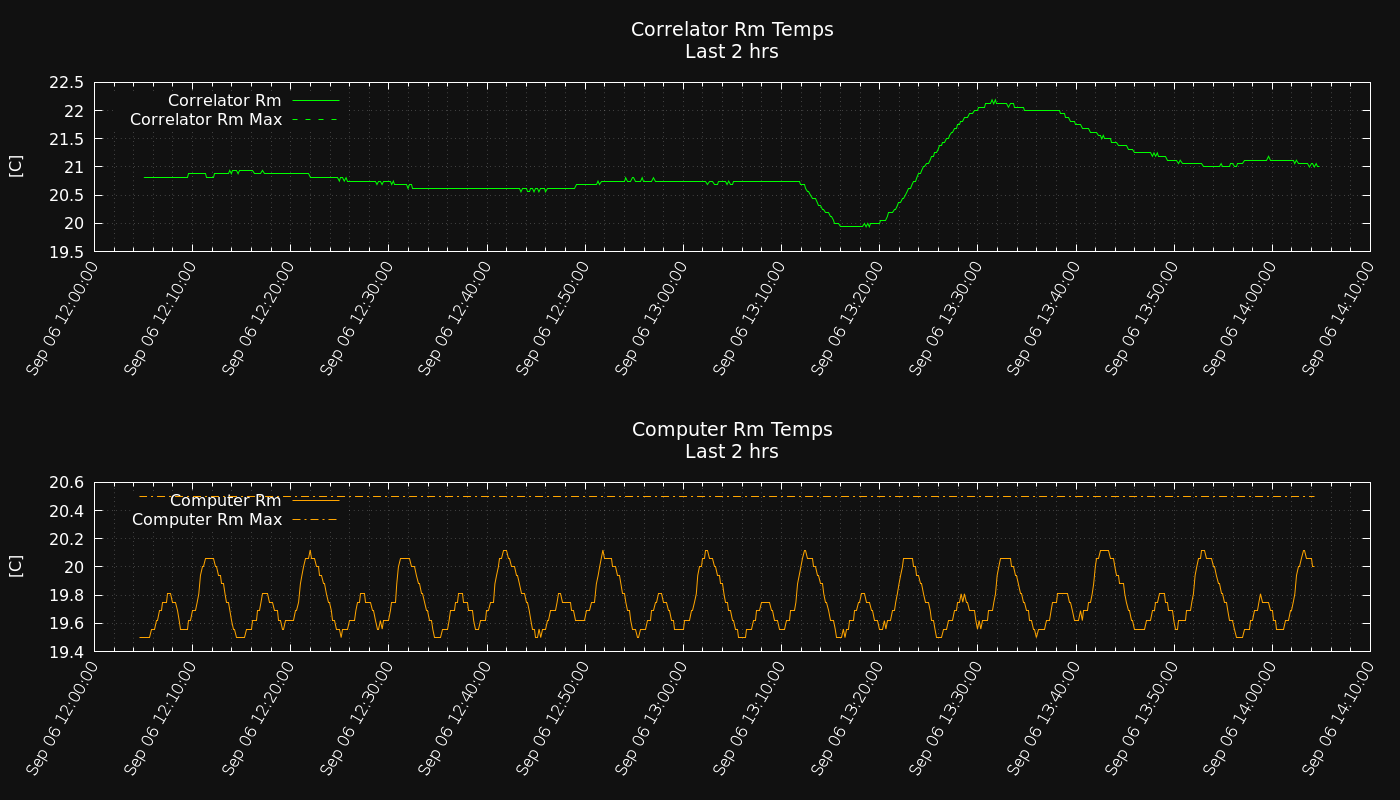 Correlator Rm Temps
Last 2 hrs
22.5
22
21.5
21
20.5
20
19.5
[C]
Correlator Rm
Correlator Rm Max
Sep 06 12:00:00
Sep 06 12:10:00
Sep 06 12:20:00
Sep 06 12:30:00
Sep 06 12:40:00
Sep 06 12:50:00
Sep 06 13:00:00
Sep 06 13:10:00
Sep 06 13:20:00
Sep 06 13:30:00
Sep 06 13:40:00
Sep 06 13:50:00
Sep 06 14:00:00
Sep 06 14:10:00
Computer Rm Temps
Last 2 hrs
20.6
20.4
20.2
20
19.8
19.6
19.4
[C]
Computer Rm
Computer Rm Max
Sep 06 12:00:00
Sep 06 12:10:00
Sep 06 12:20:00
Sep 06 12:30:00
Sep 06 12:40:00
Sep 06 12:50:00
Sep 06 13:00:00
Sep 06 13:10:00
Sep 06 13:20:00
Sep 06 13:30:00
Sep 06 13:40:00
Sep 06 13:50:00
Sep 06 14:00:00
Sep 06 14:10:00